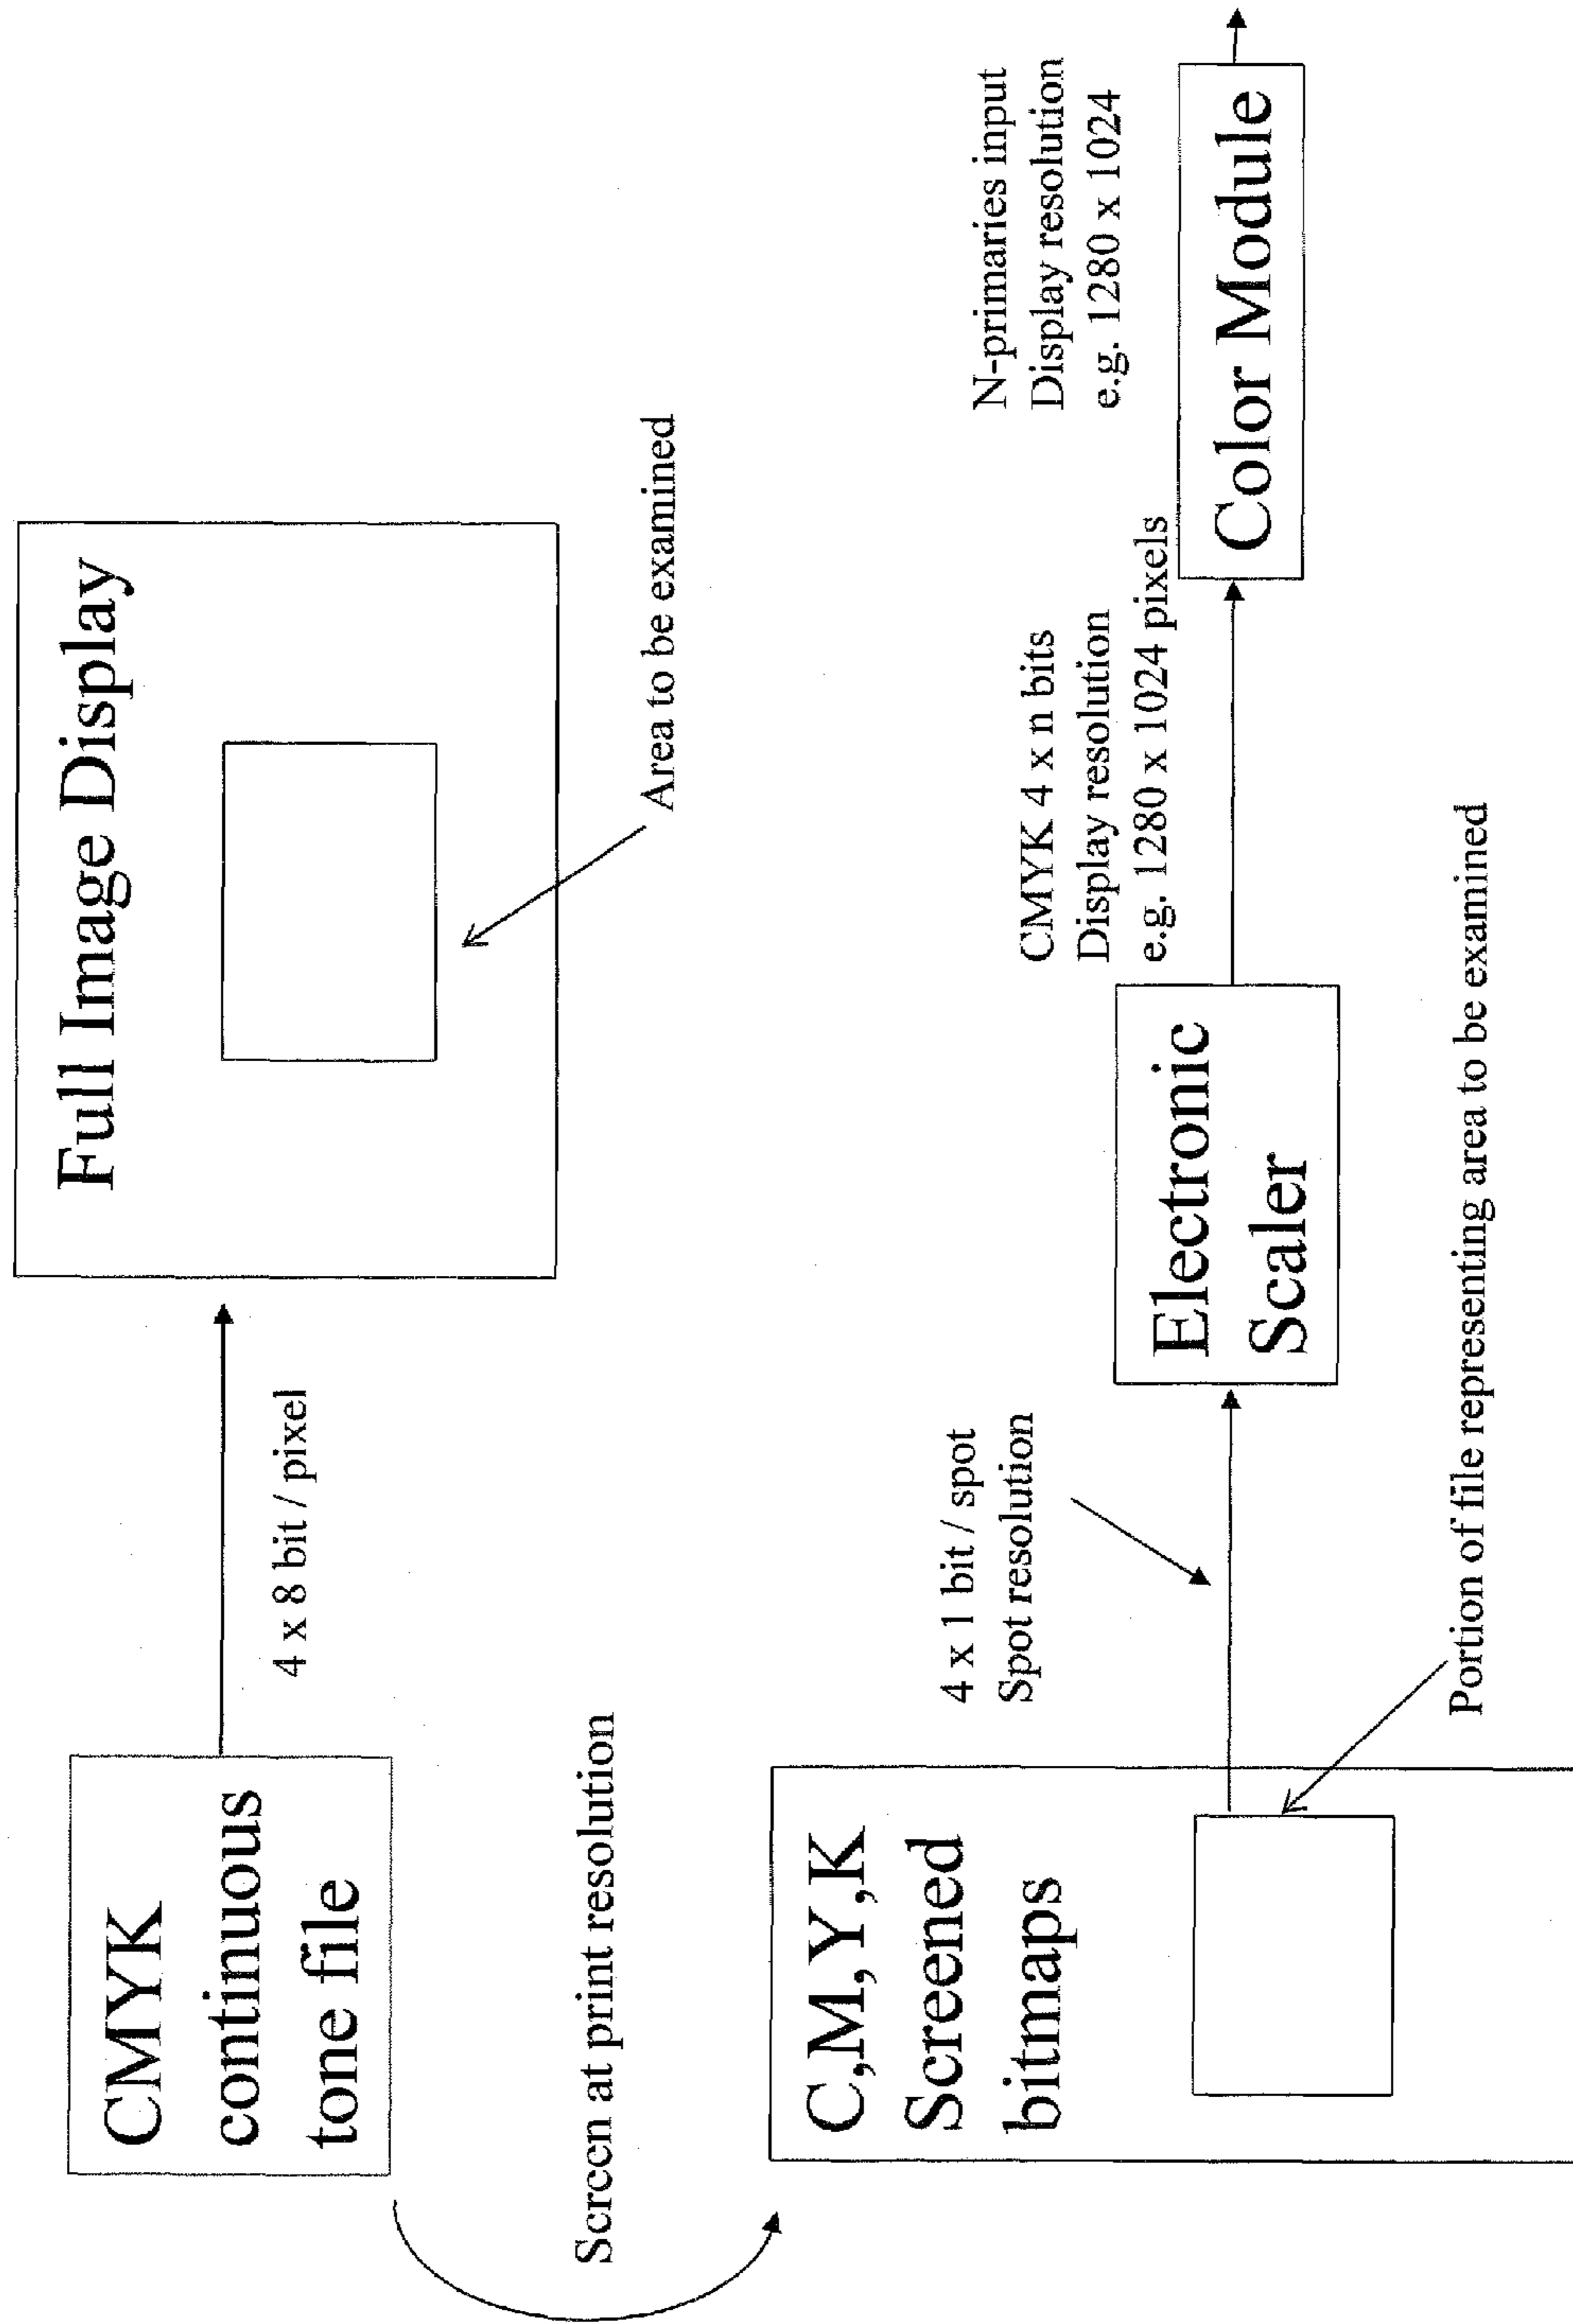 CMYK
continuous
tone file
4 x 8 bit / pixel
Full Image Display
Area to be examined
Screen at print resolution
C,M,Y,K
Screened
bitmaps
4 x 1 bit / spot
Spot resolution
Portion of file representing area to be examined
Electronic
Scaler
CMYK 4 x n bits
Display resolution
e.g. 1280 x 1024 pixels
Color Module
N-primaries input
Display resolution
e.g. 1280 x 1024